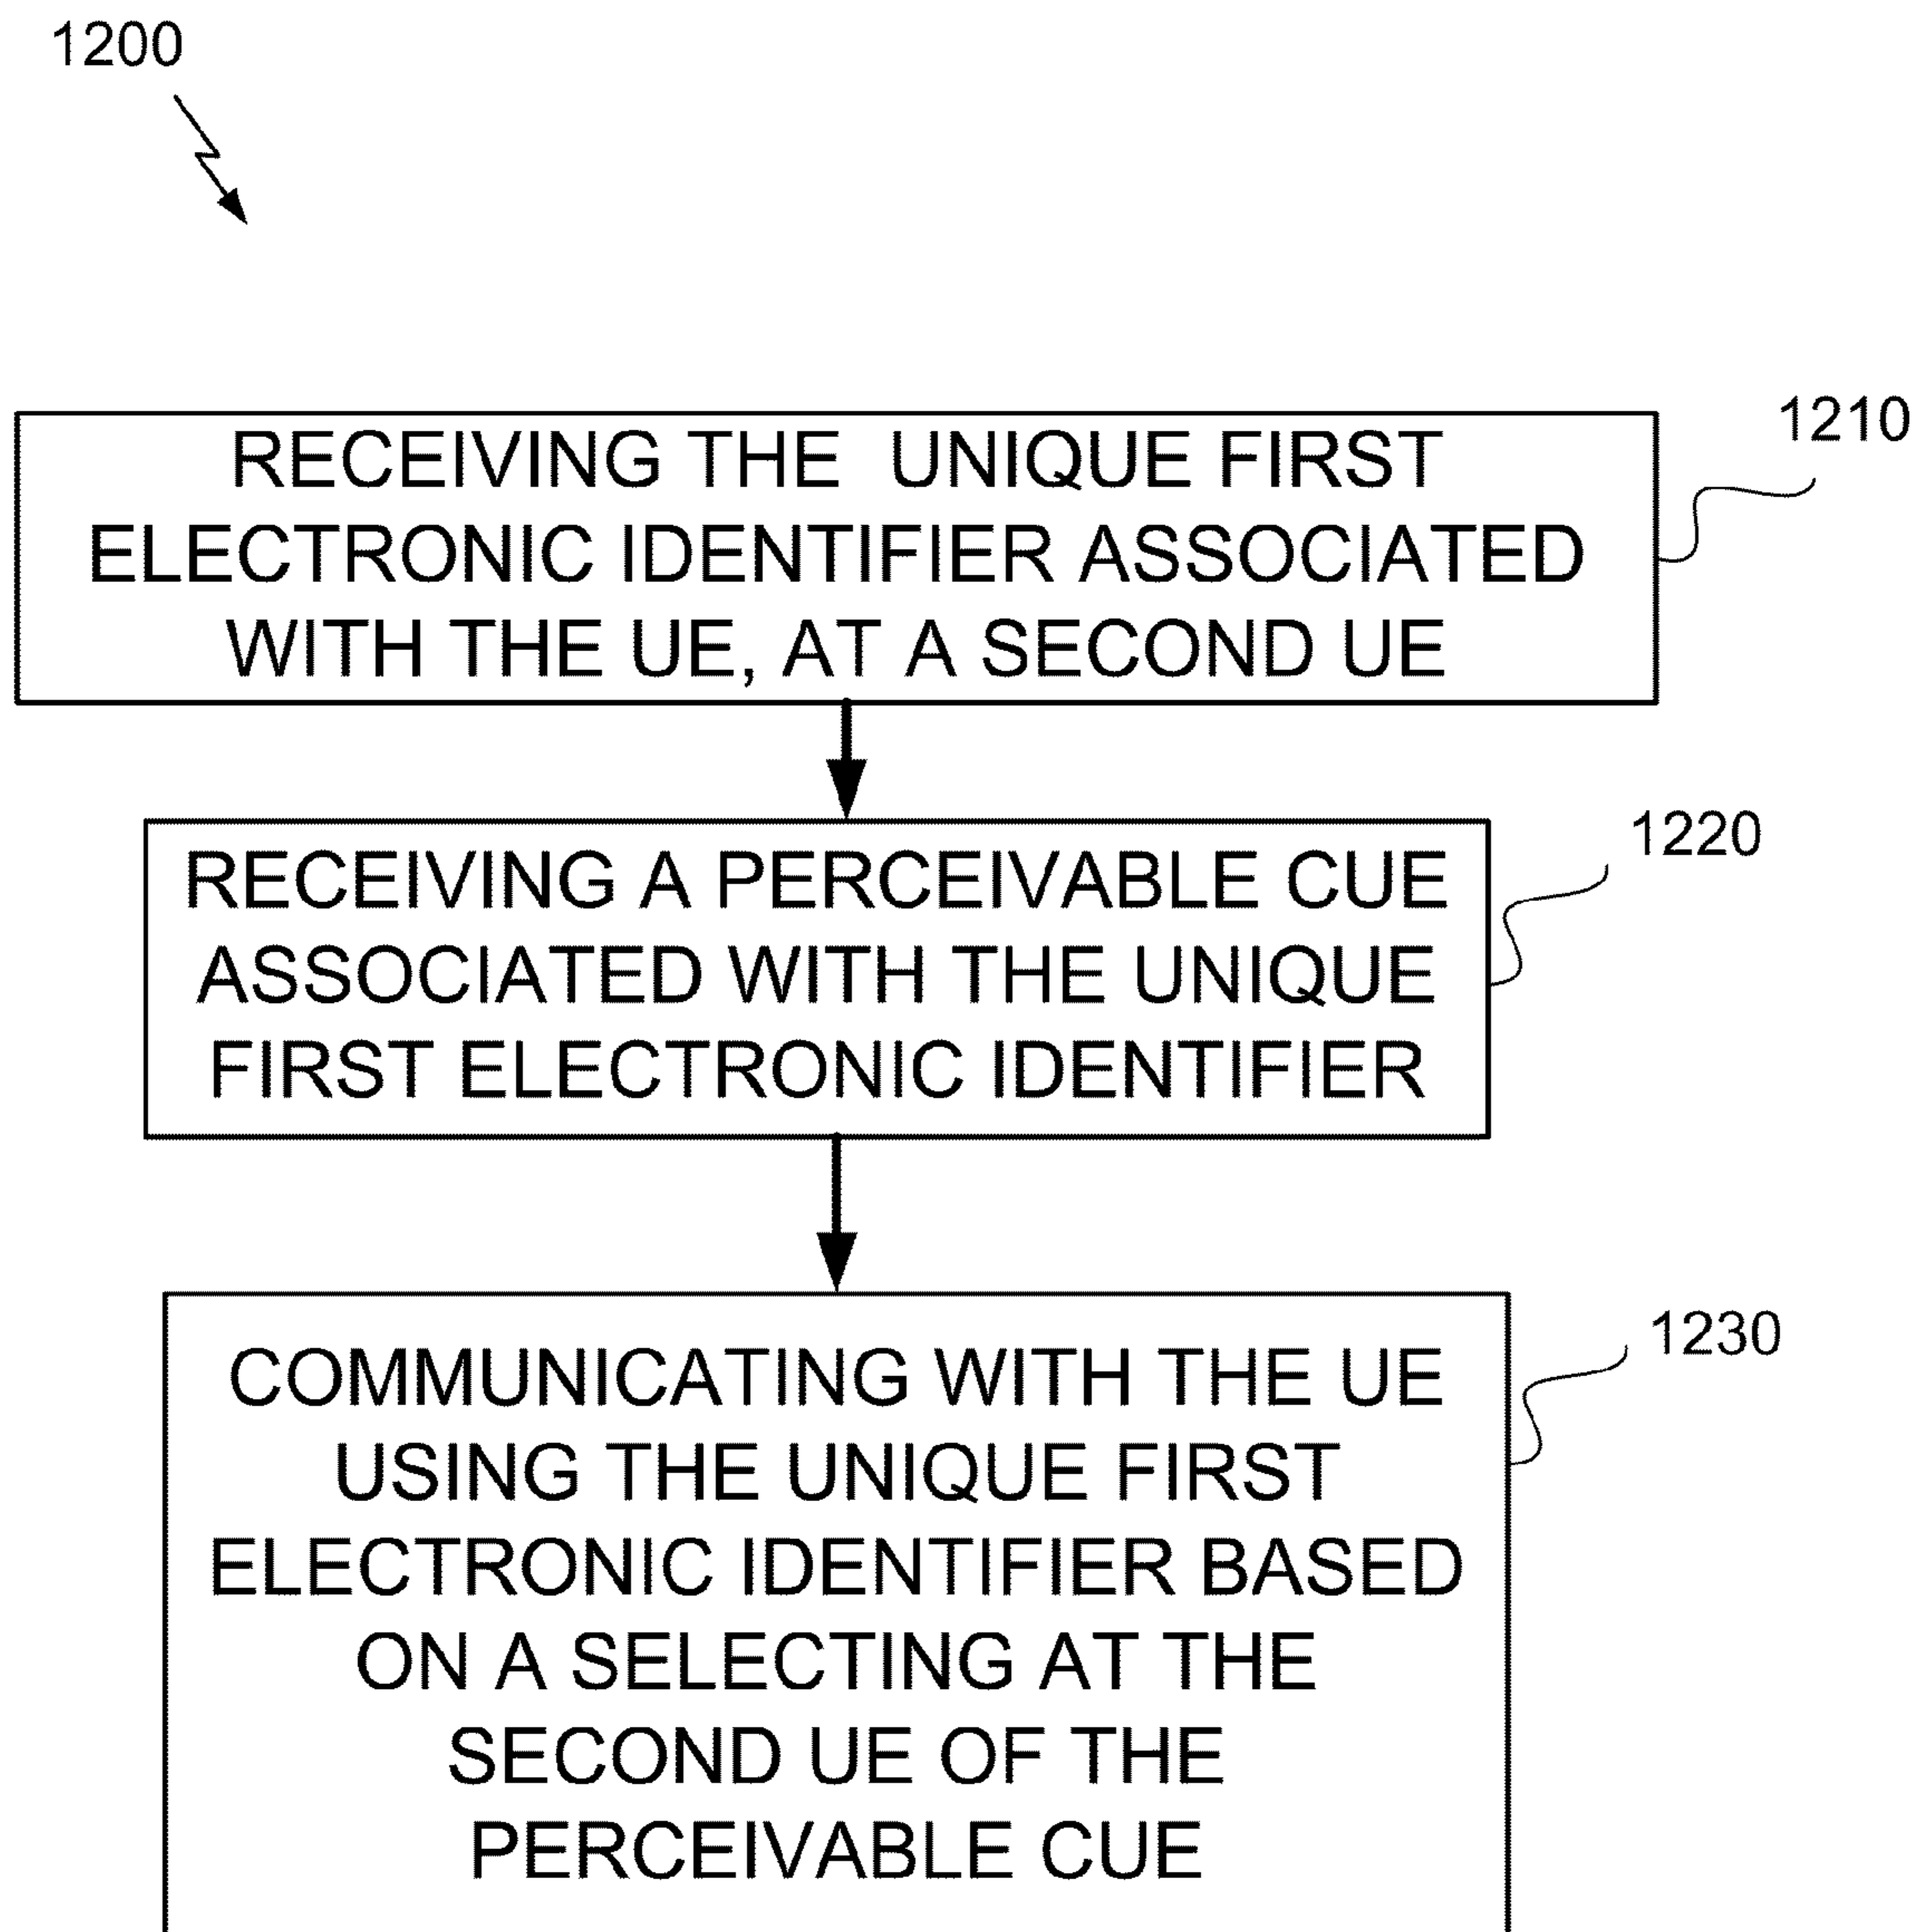 1200
1210
RECEIVING THE UNIQUE FIRST
ELECTRONIC IDENTIFIER ASSOCIATED
WITH THE UE, AT A SECOND UE
1220
RECEIVING A PERCEIVABLE CUE
ASSOCIATED WITH THE UNIQUE
FIRST ELECTRONIC IDENTIFIER
1230
COMMUNICATING WITH THE UE
USING THE UNIQUE FIRST
ELECTRONIC IDENTIFIER BASED
ON A SELECTING AT THE
SECOND UE OF THE
PERCEIVABLE CUE